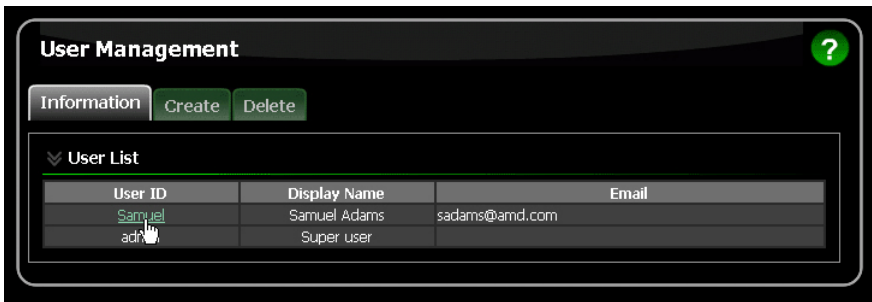 User Management
?
Information Create Delete
User List
User ID Display Name Email
Samuel Samuel Adams sadams@amd.com
Super user